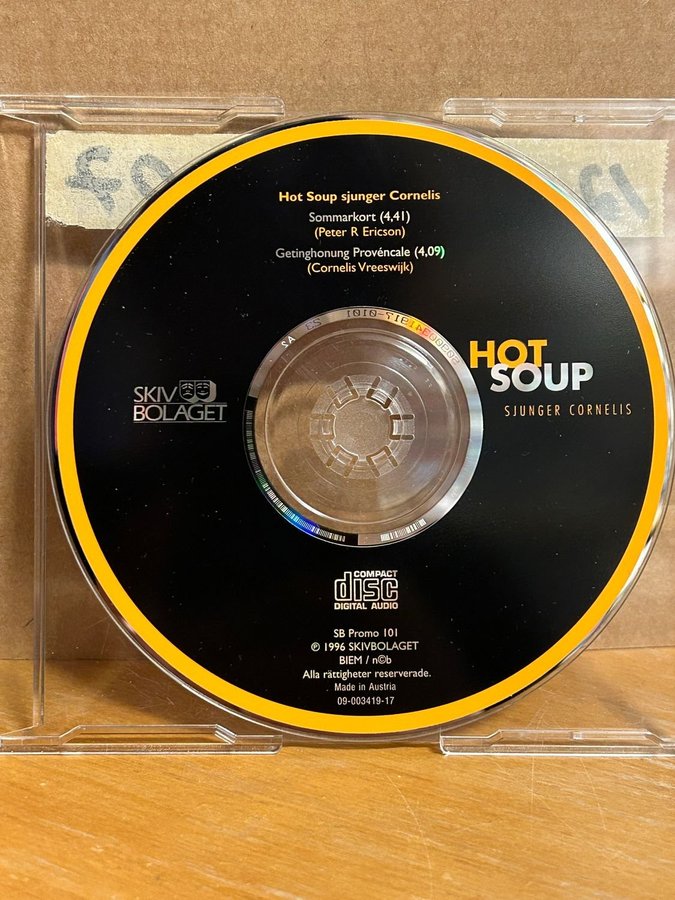 Hot Soup sjunger Cornelis
Sommarkort (4,41)
(Peter R Ericson)
Getinghonung Provéncale (4,09)
(Cornelis Vreeswijk)
SKIV
BOLAGET
HOT
SOUP
SJUNGER CORNELIS
COMPACT
disc
DIGITAL AUDIO
SB Promo 101
℗ 1996 SKIVBOLAGET
BIEM / n©b
Alla rättigheter reserverade.
Made in Austria
09-003419-17